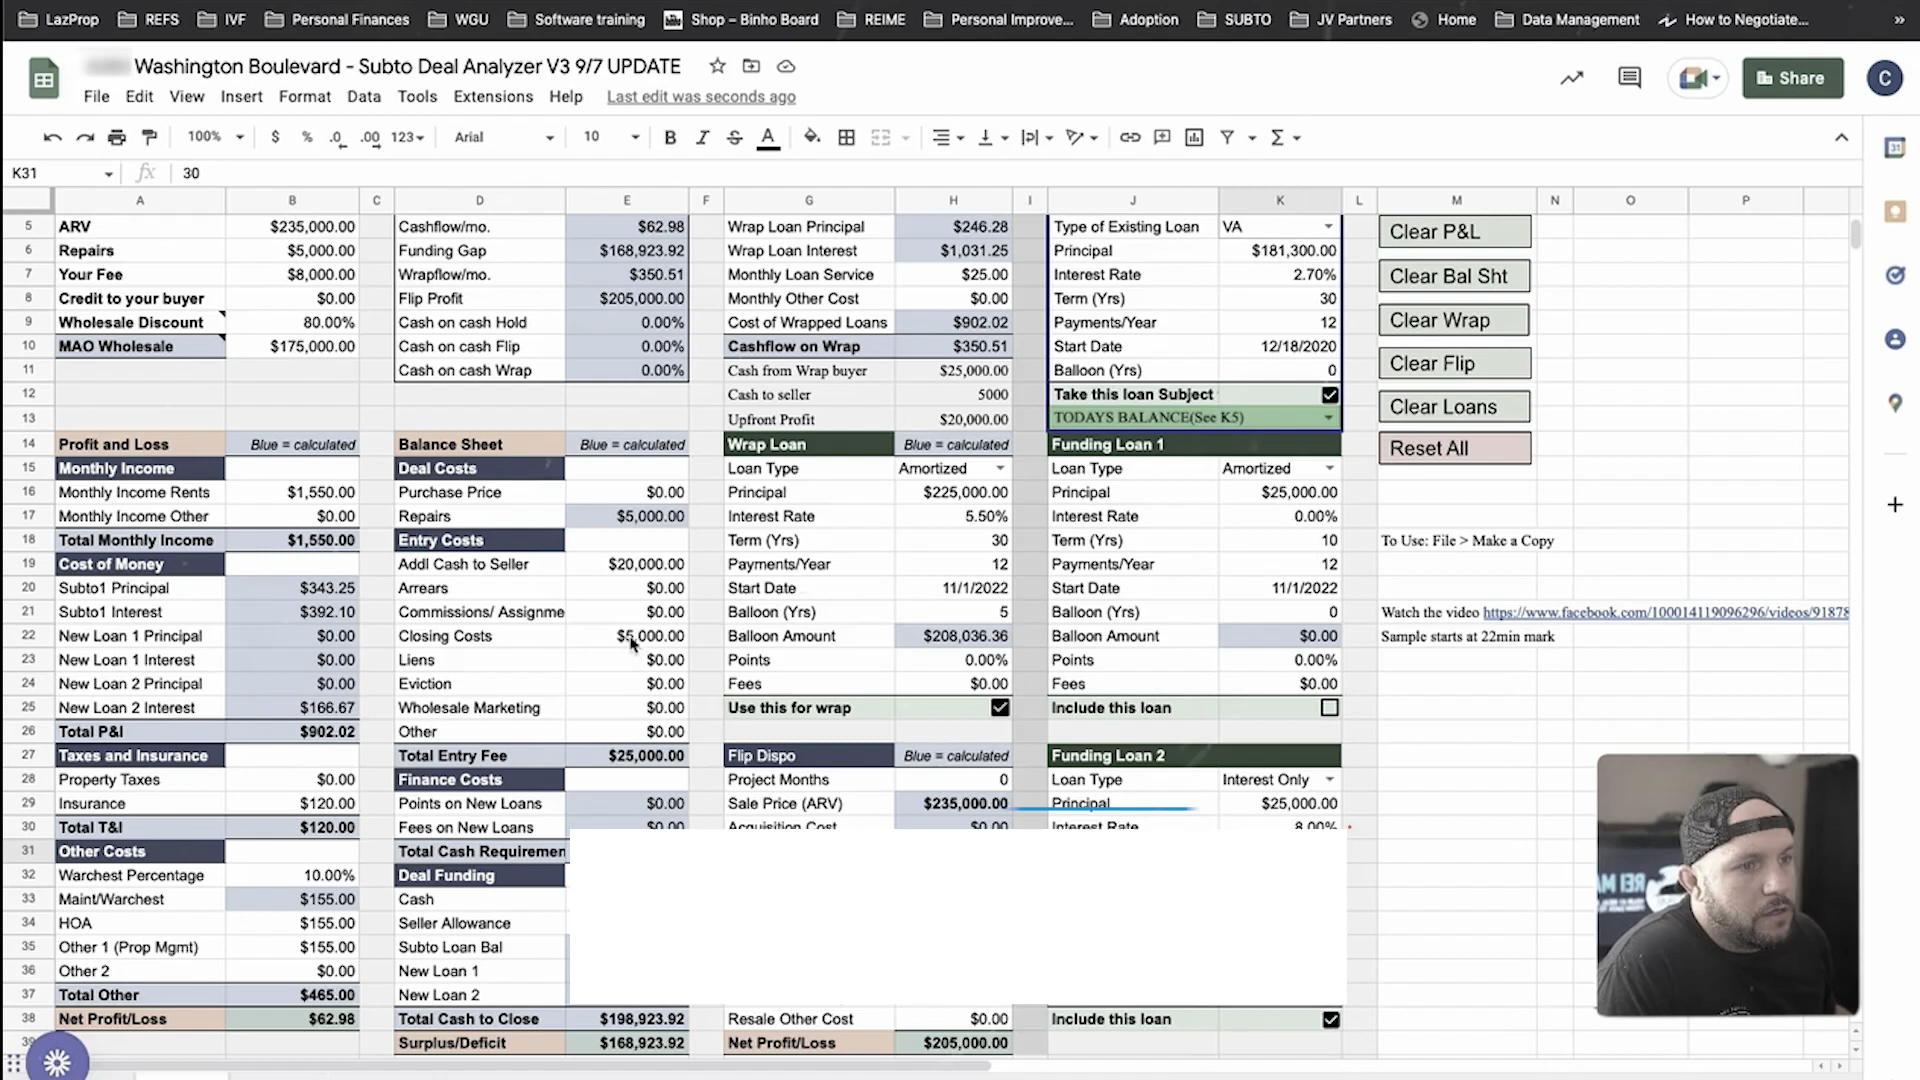 LazProp REFS IVF Personal Finances WGU Software training Shop – Binho Board REIME Personal Improve... Adoption SUBTO JV Partners Home Data Management How to Negotiate... »
Washington Boulevard - Subto Deal Analyzer V3 9/7 UPDATE
Share C
File Edit View Insert Format Data Tools Extensions Help Last edit was seconds ago
100% $ % .0 .00 123 Arial 10 B I S A
K31 fx 30
A B C D E F G H I J K L M N O P
5 ARV $235,000.00 Cashflow/mo. $62.98 Wrap Loan Principal $246.28 Type of Existing Loan VA Clear P&L
6 Repairs $5,000.00 Funding Gap $168,923.92 Wrap Loan Interest $1,031.25 Principal $181,300.00
7 Your Fee $8,000.00 Wrapflow/mo. $350.51 Monthly Loan Service $25.00 Interest Rate 2.70% Clear Bal Sht
8 Credit to your buyer $0.00 Flip Profit $205,000.00 Monthly Other Cost $0.00 Term (Yrs) 30
9 Wholesale Discount 80.00% Cash on cash Hold 0.00% Cost of Wrapped Loans $902.02 Payments/Year 12 Clear Wrap
10 MAO Wholesale $175,000.00 Cash on cash Flip 0.00% Cashflow on Wrap $350.51 Start Date 12/18/2020
11 Cash on cash Wrap 0.00% Cash from Wrap buyer $25,000.00 Balloon (Yrs) 0 Clear Flip
12 Cash to seller 5000 Take this loan Subject
13 Upfront Profit $20,000.00 TODAYS BALANCE(See K5) Clear Loans
14 Profit and Loss Blue = calculated Balance Sheet Blue = calculated Wrap Loan Blue = calculated Funding Loan 1 Reset All
15 Monthly Income Deal Costs Loan Type Amortized Loan Type Amortized
16 Monthly Income Rents $1,550.00 Purchase Price $0.00 Principal $225,000.00 Principal $25,000.00
17 Monthly Income Other $0.00 Repairs $5,000.00 Interest Rate 5.50% Interest Rate 0.00%
18 Total Monthly Income $1,550.00 Entry Costs Term (Yrs) 30 Term (Yrs) 10 To Use: File > Make a Copy
19 Cost of Money Addl Cash to Seller $20,000.00 Payments/Year 12 Payments/Year 12
20 Subto1 Principal $343.25 Arrears $0.00 Start Date 11/1/2022 Start Date 11/1/2022
21 Subto1 Interest $392.10 Commissions/ Assignme $0.00 Balloon (Yrs) 5 Balloon (Yrs) 0 Watch the video https://www.facebook.com/100014119096296/videos/91878
22 New Loan 1 Principal $0.00 Closing Costs $5,000.00 Balloon Amount $208,036.36 Balloon Amount $0.00 Sample starts at 22min mark
23 New Loan 1 Interest $0.00 Liens $0.00 Points 0.00% Points 0.00%
24 New Loan 2 Principal $0.00 Eviction $0.00 Fees $0.00 Fees $0.00
25 New Loan 2 Interest $166.67 Wholesale Marketing $0.00 Use this for wrap Include this loan
26 Total P&I $902.02 Other $0.00
27 Taxes and Insurance Total Entry Fee $25,000.00 Flip Dispo Blue = calculated Funding Loan 2
28 Property Taxes $0.00 Finance Costs Project Months 0 Loan Type Interest Only
29 Insurance $120.00 Points on New Loans $0.00 Sale Price (ARV) $235,000.00 Principal $25,000.00
30 Total T&I $120.00 Fees on New Loans $0.00 Acquisition Cost $0.00 Interest Rate 8.00%
31 Other Costs Total Cash Requiremen
32 Warchest Percentage 10.00% Deal Funding
33 Maint/Warchest $155.00 Cash
34 HOA $155.00 Seller Allowance
35 Other 1 (Prop Mgmt) $155.00 Subto Loan Bal
36 Other 2 $0.00 New Loan 1
37 Total Other $465.00 New Loan 2
38 Net Profit/Loss $62.98 Total Cash to Close $198,923.92 Resale Other Cost $0.00 Include this loan
39 Surplus/Deficit $168,923.92 Net Profit/Loss $205,000.00